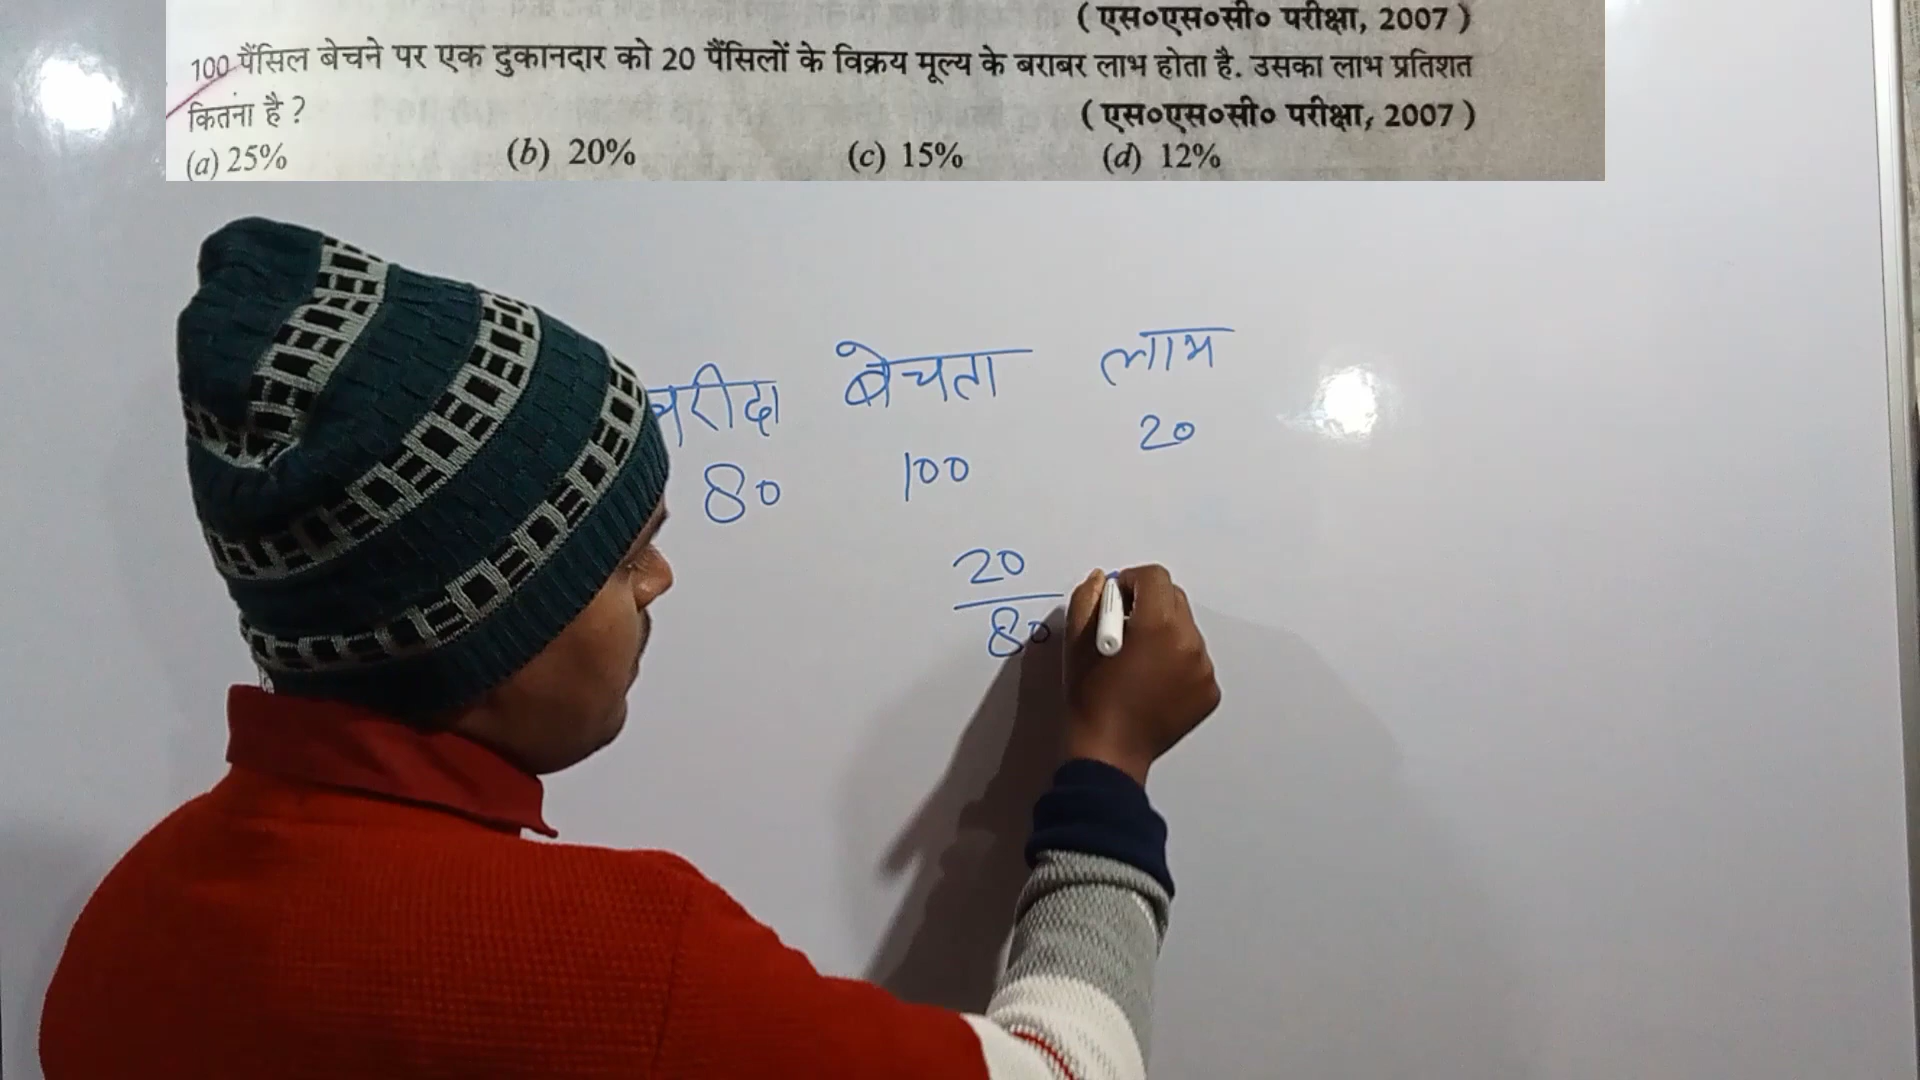 ( एस०एस०सी० परीक्षा, 2007 )
100 पैंसिल बेचने पर एक दुकानदार को 20 पैंसिलों के विक्रय मूल्य के बराबर लाभ होता है. उसका लाभ प्रतिशत
कितना है ?
( एस०एस०सी० परीक्षा, 2007 )
(a) 25% (b) 20% (c) 15% (d) 12%
खरीदा बेचता लाभ
80 100 20
20
80